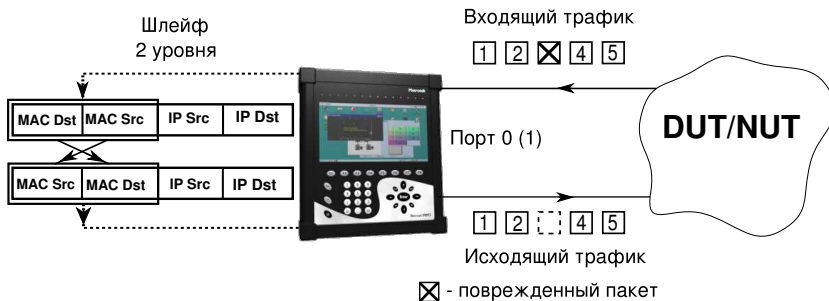 Шлейф
2 уровня
Входящий трафик
1 2 4 5
MAC Dst MAC Src IP Src IP Dst
MAC Src MAC Dst IP Src IP Dst
Порт 0 (1)
DUT/NUT
1 2 4 5
Исходящий трафик
- поврежденный пакет